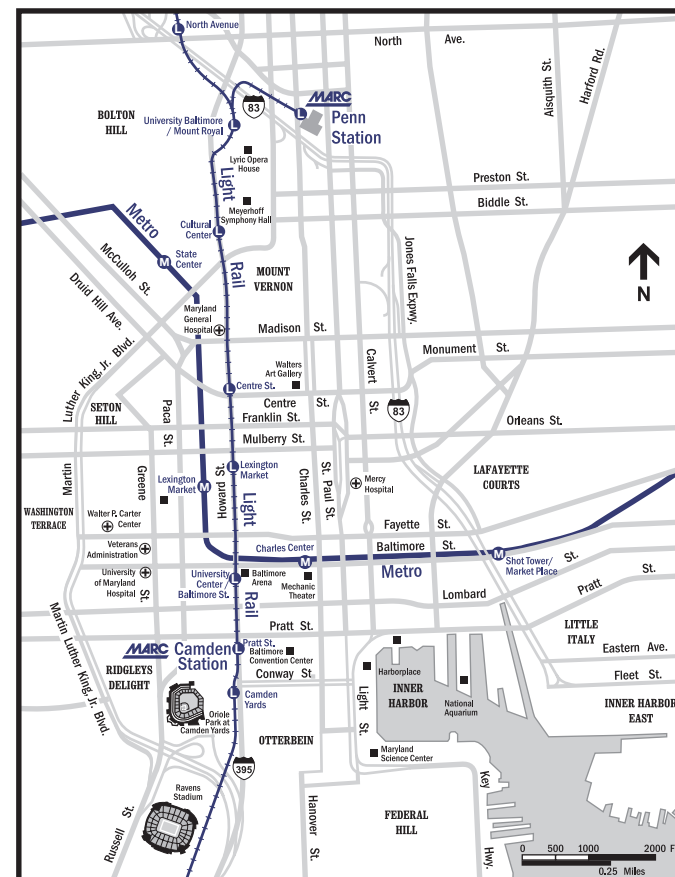 L North Avenue
North Ave.
Aisquith St.
Harford Rd.
MARC
83
L
Penn
Station
BOLTON
HILL
L
University Baltimore
/ Mount Royal
Lyric Opera
House
Light
Rail
Preston St.
Biddle St.
Meyerhoff
Symphony Hall
Metro
Cultural
Center
L
M
State
Center
McCulloh St.
Druid Hill Ave.
MOUNT
VERNON
Jones Falls Expwy.
N
Maryland
General
Hospital
Madison St.
Monument St.
Martin Luther King,Jr. Blvd.
Walters
Art Gallery
Calvert St.
L Centre St.
Centre St.
83
SETON
HILL
Paca St.
Franklin St.
Orleans St.
Mulberry St.
Lexington
Market
L
Greene St.
Howard St.
Charles St.
St. Paul St.
LAFAYETTE
COURTS
Lexington
Market
M
Mercy
Hospital
WASHINGTON
TERRACE
Walter P. Carter
Center
Light
Rail
Fayette St.
Veterans
Administration
Charles Center
M
Baltimore St.
M
Shot Tower/
Market Place
Metro
University
of Maryland
Hospital
University
Center /
Baltimore St.
L
Baltimore
Arena
Mechanic
Theater
Lombard St.
Pratt St.
Pratt St.
LITTLE
ITALY
Martin Luther King,Jr. Blvd.
MARC
Camden
Station
L
Pratt St.
Baltimore
Convention Center
Harborplace
Eastern Ave.
RIDGLEYS
DELIGHT
Conway St.
Fleet St.
INNER
HARBOR
National
Aquarium
L
Camden
Yards
Light St.
INNER HARBOR
EAST
Oriole
Park at
Camden Yards
OTTERBEIN
Maryland
Science Center
395
Ravens
Stadium
Russell St.
Hanover St.
FEDERAL
HILL
Key Hwy.
0 500 1000 2000 F
0.25 Miles